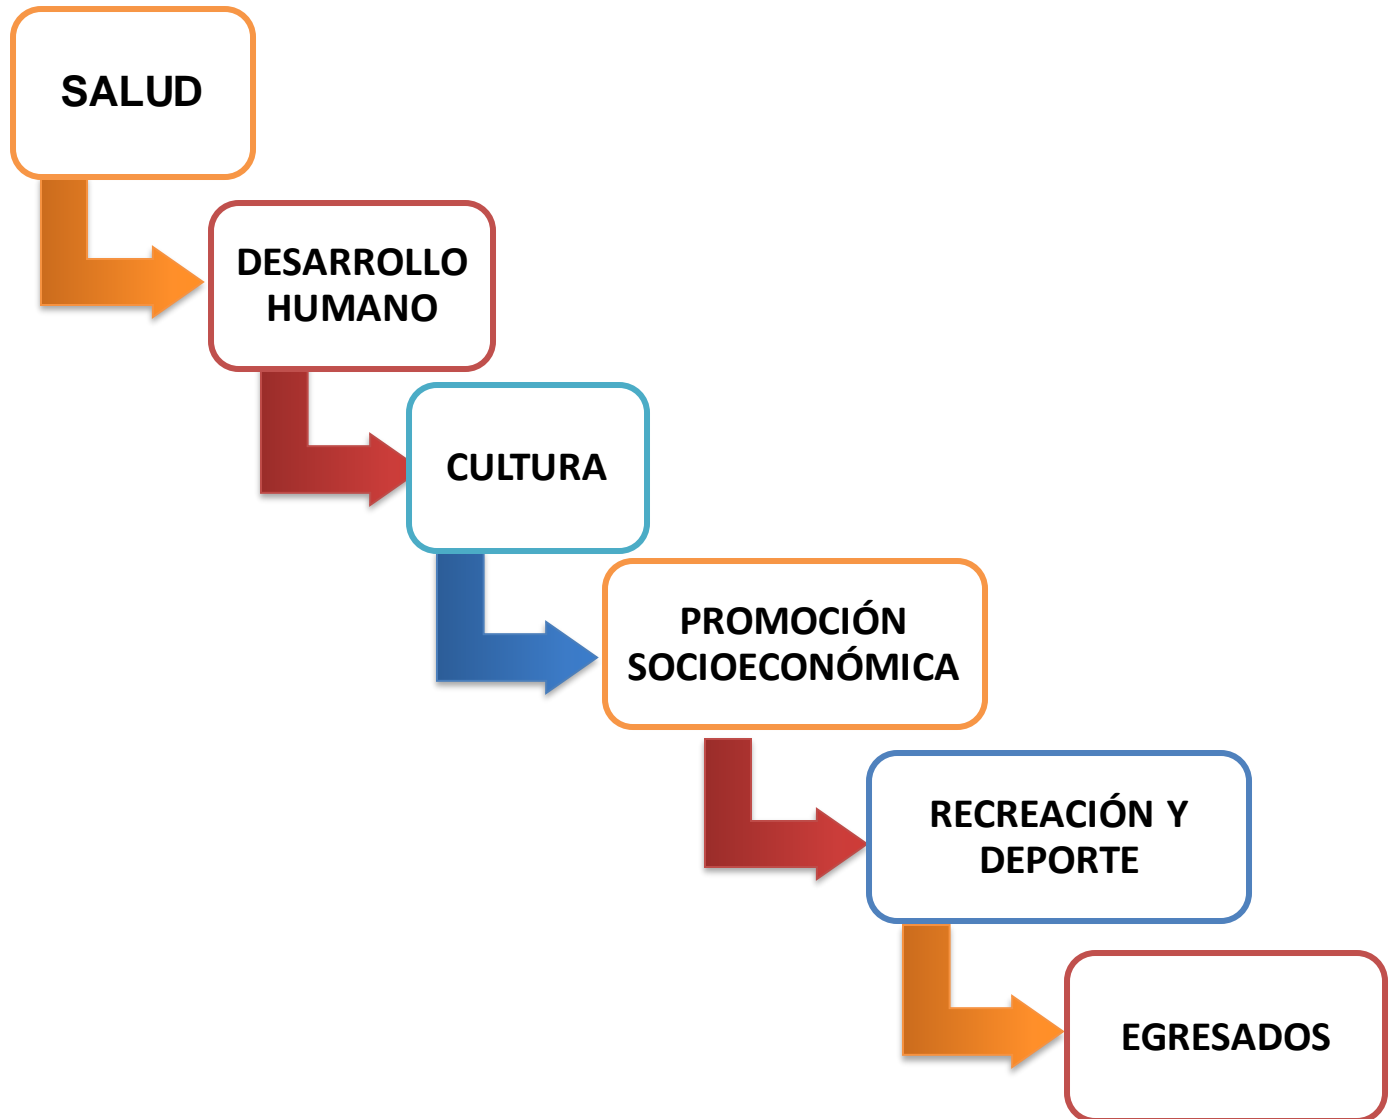 SALUD
DESARROLLO
HUMANO
CULTURA
PROMOCIÓN
SOCIOECONÓMICA
RECREACIÓN Y
DEPORTE
EGRESADOS